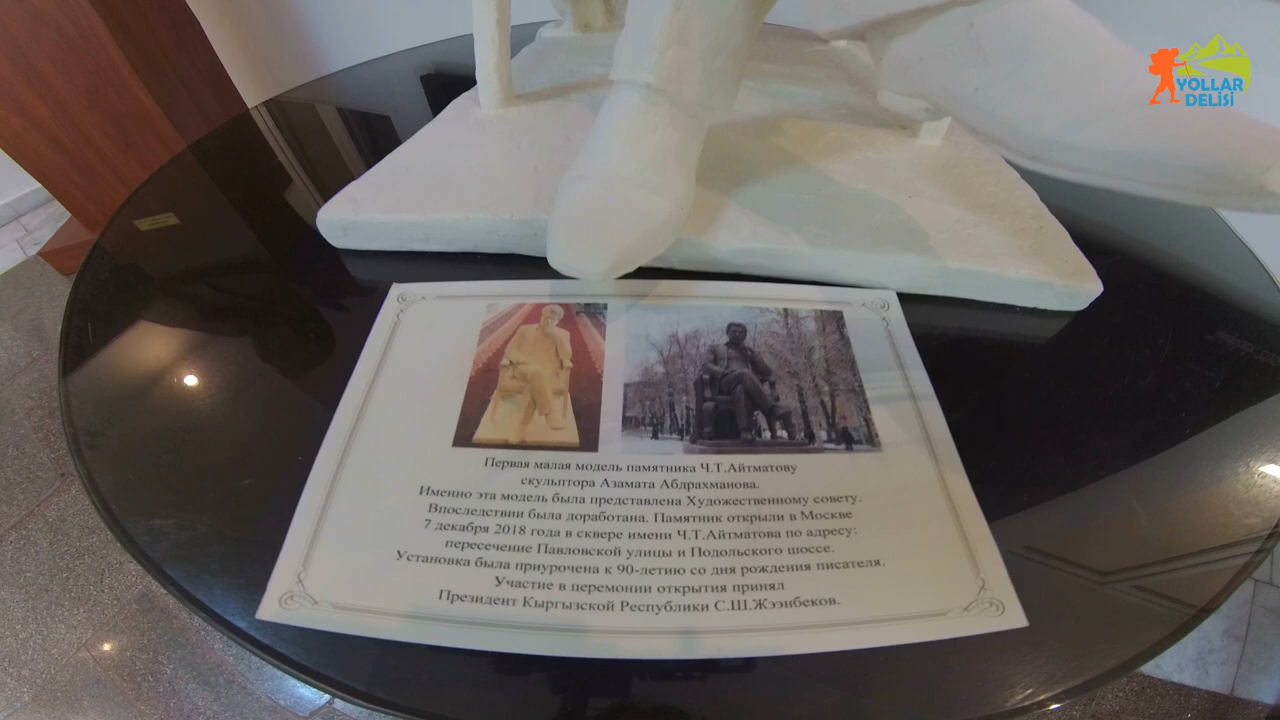 YOLLAR
DELİSİ
Первая малая модель памятника Ч.Т.Айтматову
скульптора Азамата Абдрахманова.
Именно эта модель была представлена Художественному совету.
Впоследствии была доработана. Памятник открыли в Москве
7 декабря 2018 года в сквере имени Ч.Т.Айтматова по адресу:
пересечение Павловской улицы и Подольского шоссе.
Установка была приурочена к 90-летию со дня рождения писателя.
Участие в церемонии открытия принял
Президент Кыргызской Республики С.Ш.Жээнбеков.